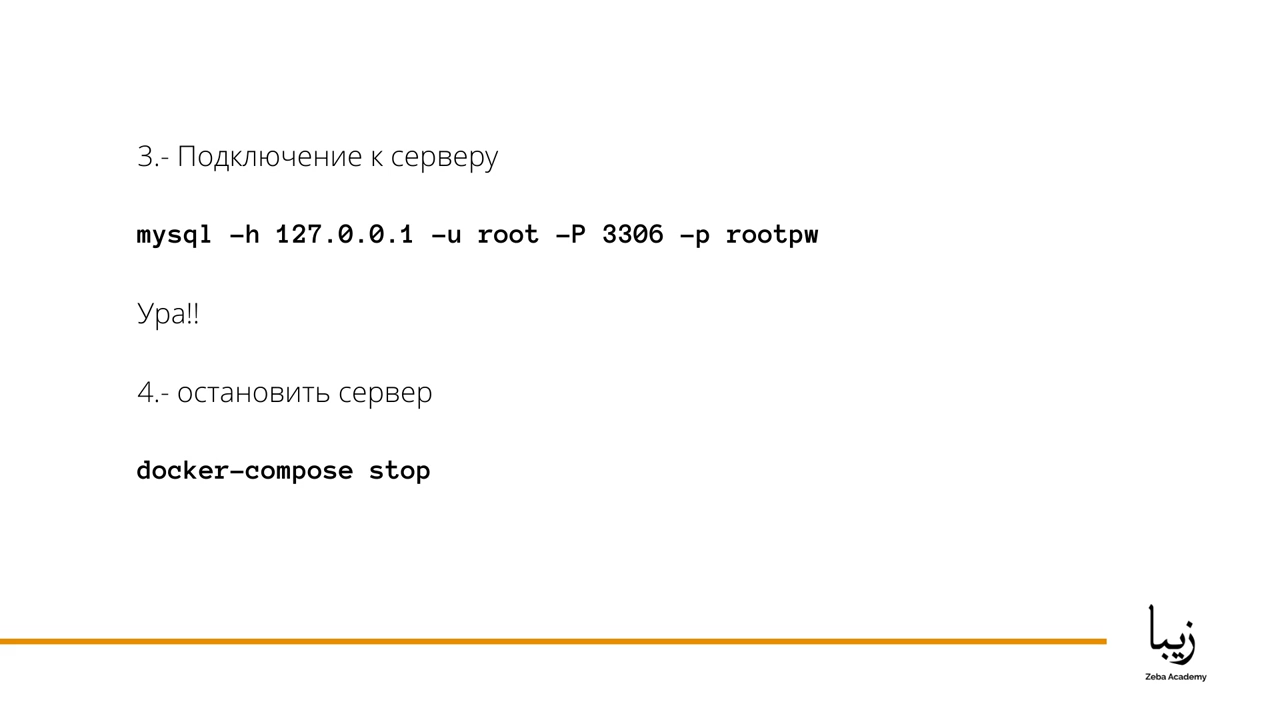 3.- Подключение к серверу
mysql -h 127.0.0.1 -u root -P 3306 -p rootpw
Ура!!
4.- остановить сервер
docker-compose stop
زیبا
Zeba Academy